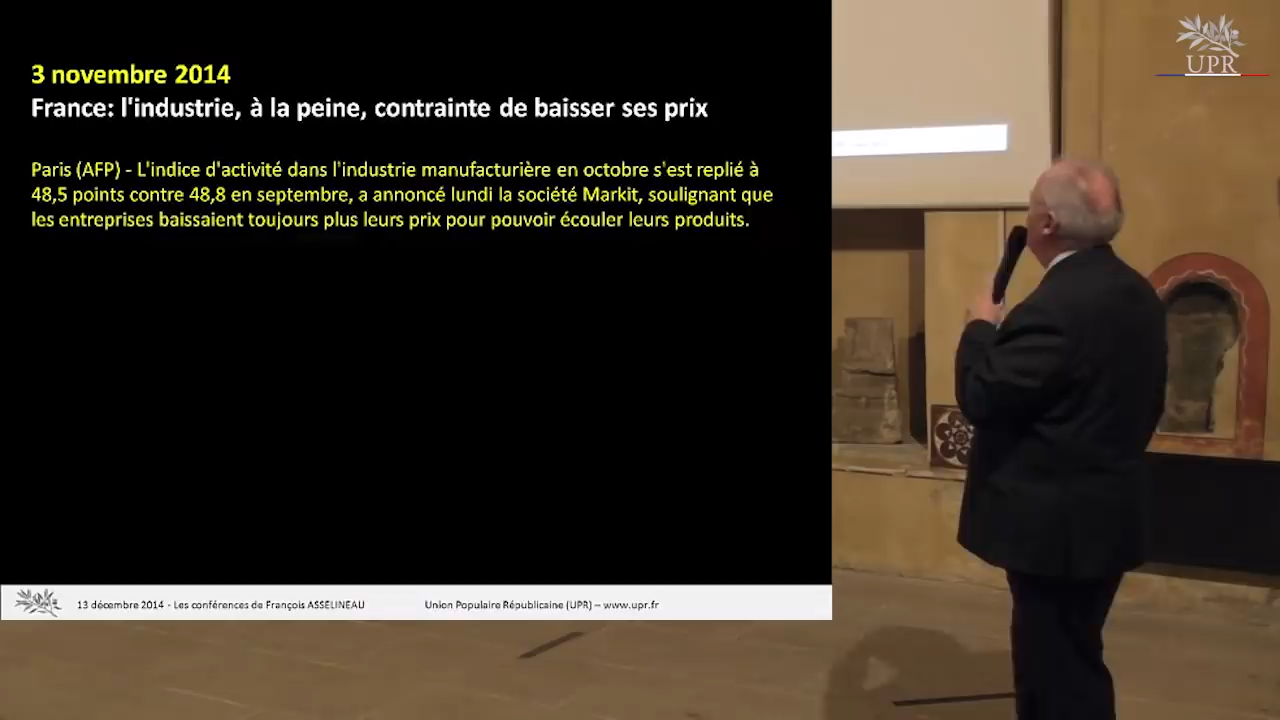 3 novembre 2014
France: l'industrie, à la peine, contrainte de baisser ses prix
Paris (AFP) - L'indice d'activité dans l'industrie manufacturière en octobre s'est replié à
48,5 points contre 48,8 en septembre, a annoncé lundi la société Markit, soulignant que
les entreprises baissaient toujours plus leurs prix pour pouvoir écouler leurs produits.
13 décembre 2014 - Les conférences de François ASSELINEAU
Union Populaire Républicaine (UPR) – www.upr.fr
UPR